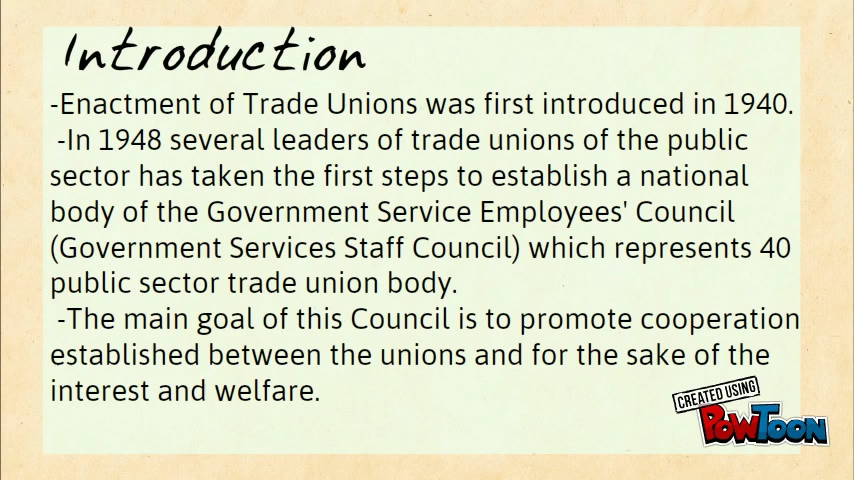 Introduction
-Enactment of Trade Unions was first introduced in 1940.
-In 1948 several leaders of trade unions of the public
sector has taken the first steps to establish a national
body of the Government Service Employees' Council
(Government Services Staff Council) which represents 40
public sector trade union body.
-The main goal of this Council is to promote cooperation
established between the unions and for the sake of the
interest and welfare.
CREATED USING
POWTOON